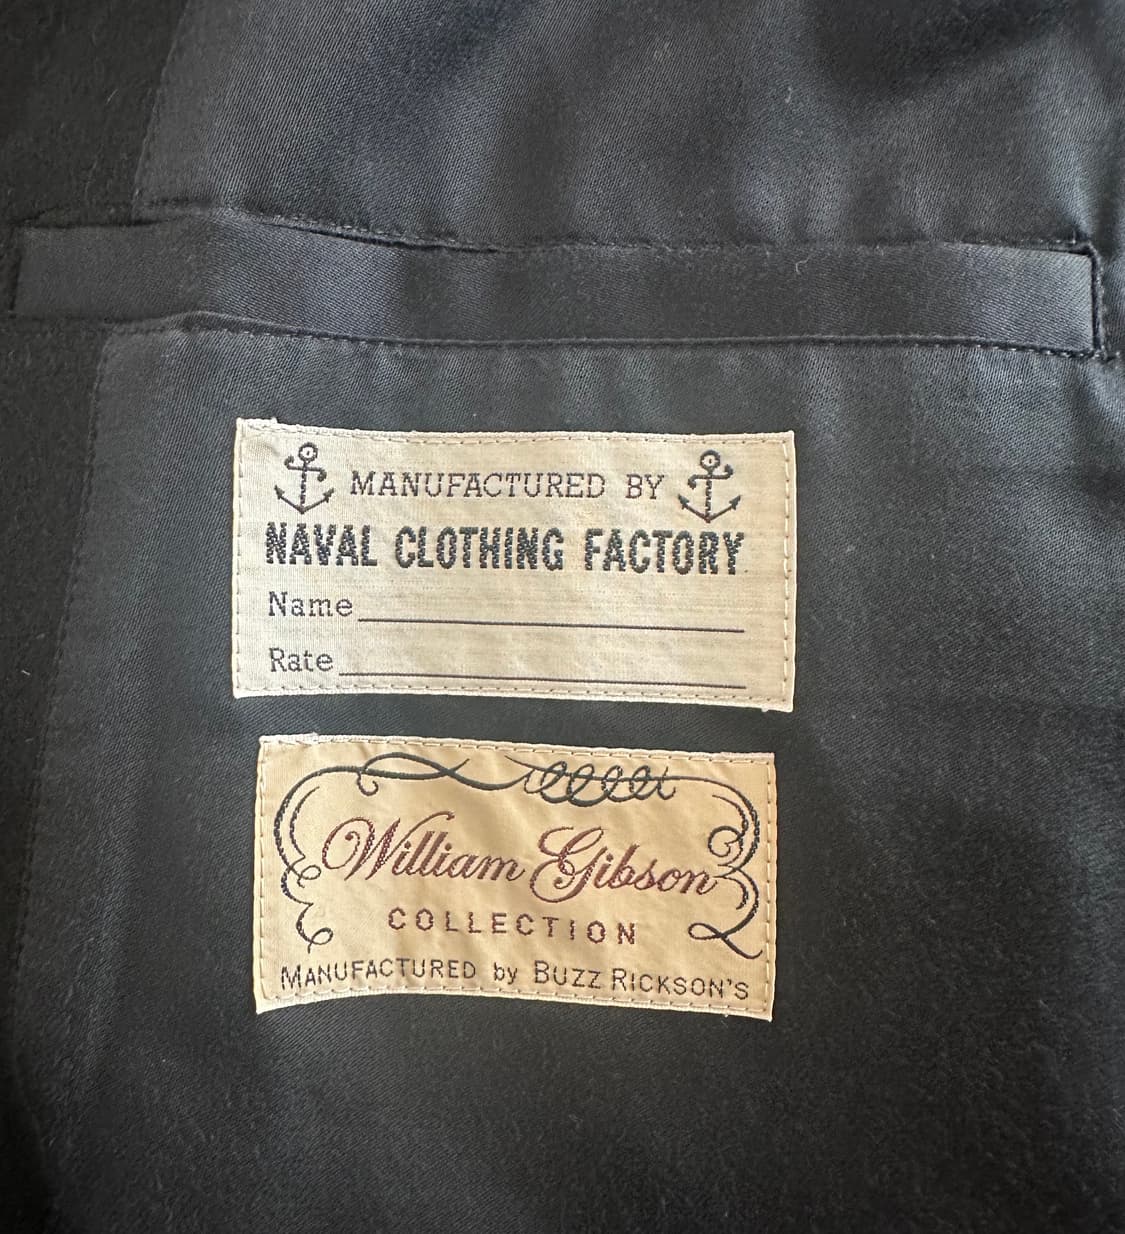 MANUFACTURED BY
NAVAL CLOTHING FACTORY
Name
Rate
William Gibson
COLLECTION
MANUFACTURED by BUZZ RICKSON'S